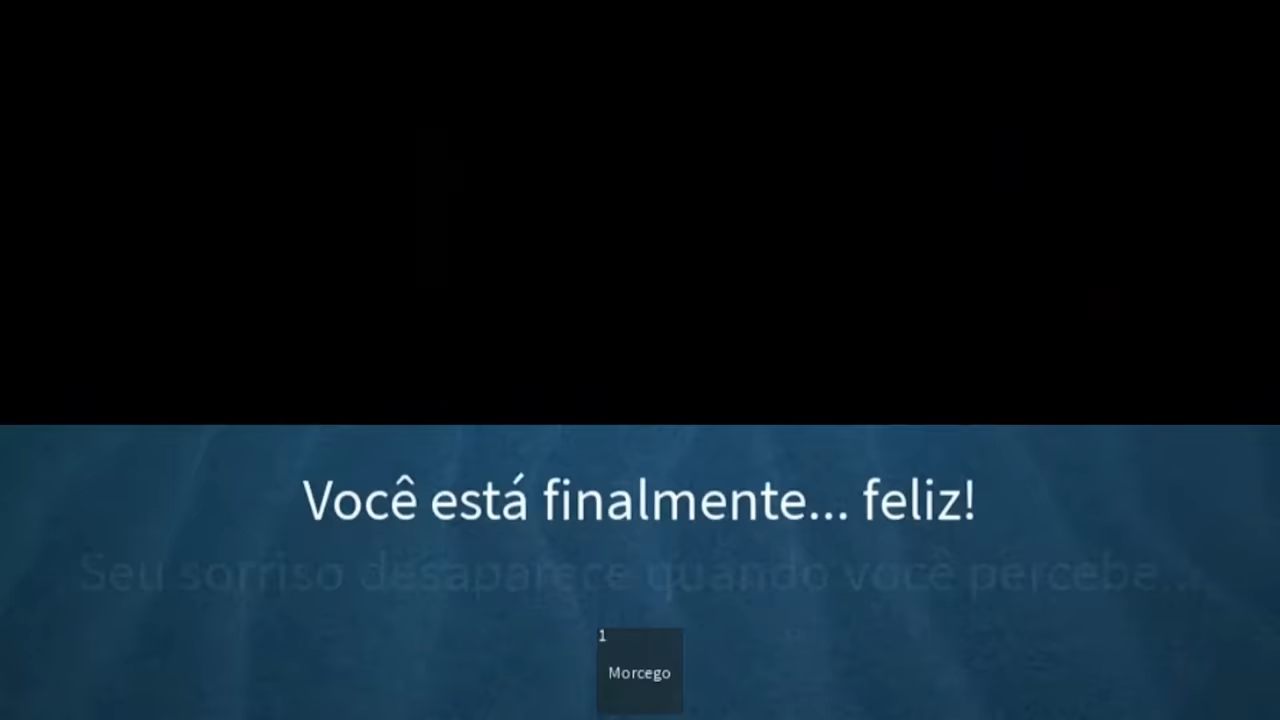 Você está finalmente... feliz!
Seu sorriso desaparece quando você percebe...
1
Morcego